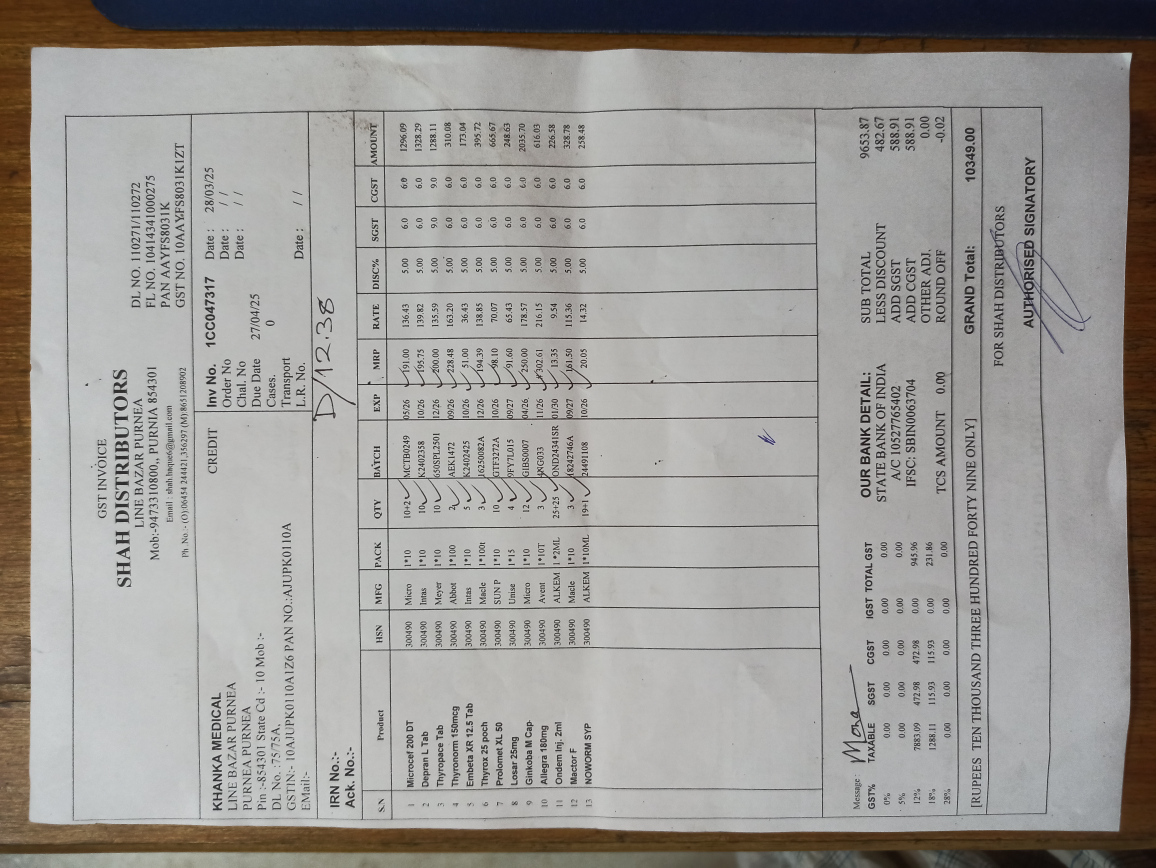 GST INVOICE
SHAH DISTRIBUTORS
LINE BAZAR PURNEA
Mob:-9473310800,, PURNIA 854301
Email : shah.haque6@gmail.com
Ph .No.:- (O):06454 244421,356297 (M):8651208902
DL NO. 110271/110272
FL NO. 10414341000275
PAN AAYFS8031K
GST NO. 10AAYFS8031K1ZT
KHANKA MEDICAL
LINE BAZAR PURNEA
PURNEA PURNEA
Pin :-854301 State Cd :- 10 Mob :-
DL No. :75/75A,
GSTIN:- 10AJUPK0110A1Z6 PAN NO.:AJUPK0110A
EMail:-
CREDIT
Inv No. 1CC047317 Date : 28/03/25
Order No Date : / /
Chal. No Date : / /
Due Date 27/04/25
Cases. 0
Transport
L.R. No. Date : / /
IRN No.:-
Ack. No.:-
D/12.38
S.N Product HSN MFG PACK QTY BATCH EXP MRP RATE DISC% SGST CGST AMOUNT
1 Microcef 200 DT 300490 Micro 1*10 10+2 MCTB0249 05/26 191.00 136.43 5.00 6.0 6.0 1296.09
2 Depran L Tab 300490 Intas 1*10 10 K2402358 10/26 195.75 139.82 5.00 6.0 6.0 1328.29
3 Thyropace Tab 300490 Meyer 1*10 10 650SPL2501 12/26 200.00 135.59 5.00 9.0 9.0 1288.11
4 Thyronorm 150mcg 300490 Abbot 1*100 2 AEK1472 09/26 228.48 163.20 5.00 6.0 6.0 310.08
5 Embeta XR 12.5 Tab 300490 Intas 1*10 5 K2402425 10/26 51.00 36.43 5.00 6.0 6.0 173.04
6 Thyrox 25 poch 300490 Macle 1*100t 3 16250082A 12/26 194.39 138.85 5.00 6.0 6.0 395.72
7 Prolomet XL 50 300490 SUN P 1*10 10 GTF3272A 10/26 98.10 70.07 5.00 6.0 6.0 665.67
8 Losar 25mg 300490 Unise 1*15 4 9FY7L015 09/27 91.60 65.43 5.00 6.0 6.0 248.63
9 Ginkoba M Cap 300490 Micro 1*10 12 GIBS0007 04/26 250.00 178.57 5.00 6.0 6.0 2035.70
10 Allegra 180mg 300490 Avent 1*10T 3 4NG033 11/26 302.61 216.15 5.00 6.0 6.0 616.03
11 Ondem Inj. 2ml 300490 ALKEM 1*2ML 25+25 OND24341SR 01/30 13.35 9.54 5.00 6.0 6.0 226.58
12 Mactor F 300490 Macle 1*10 3 18242746A 09/27 161.50 115.36 5.00 6.0 6.0 328.78
13 NOWORM SYP 300490 ALKEM 1*10ML 19+1 24491108 10/26 20.05 14.32 5.00 6.0 6.0 258.48
Message :
GST% TAXABLE SGST CGST IGST TOTAL GST
0% 0.00 0.00 0.00 0.00 0.00
5% 0.00 0.00 0.00 0.00 0.00
12% 7883.09 472.98 472.98 0.00 945.96
18% 1288.11 115.93 115.93 0.00 231.86
28% 0.00 0.00 0.00 0.00 0.00
OUR BANK DETAIL:
STATE BANK OF INDIA
A/C 10527765402
IFSC: SBIN0063704
TCS AMOUNT 0.00
SUB TOTAL 9653.87
LESS DISCOUNT 482.67
ADD SGST 588.91
ADD CGST 588.91
OTHER ADJ. 0.00
ROUND OFF -0.02
GRAND Total: 10349.00
[RUPEES TEN THOUSAND THREE HUNDRED FORTY NINE ONLY]
FOR SHAH DISTRIBUTORS
AUTHORISED SIGNATORY